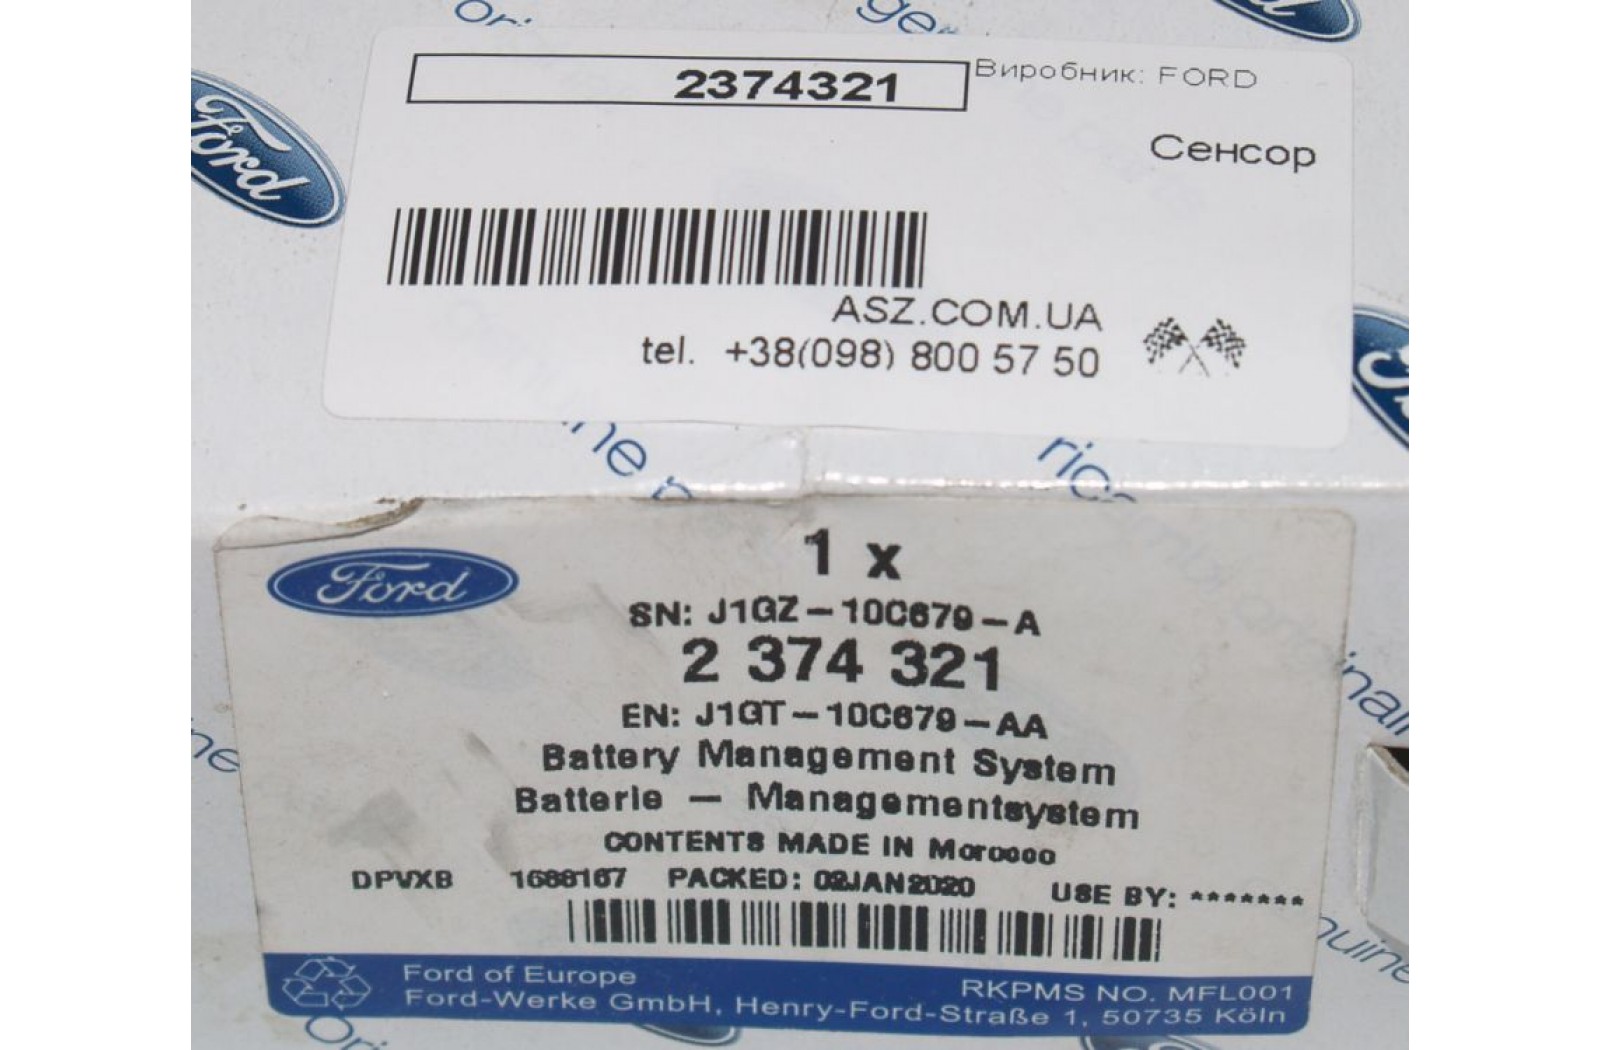 2374321
Виробник: FORD
Сенсор
ASZ.COM.UA
tel. +38(098) 800 57 50
Ford
Ford
1 x
SN: J1GZ-10C679-A
2 374 321
EN: J1GT-10C679-AA
Battery Management System
Batterie - Managementsystem
CONTENTS MADE IN Morocco
DPVXB 1688167 PACKED: 02JAN2020 USE BY: *******
Ford of Europe
RKPMS NO. MFL001
Ford-Werke GmbH, Henry-Ford-Straße 1, 50735 Köln